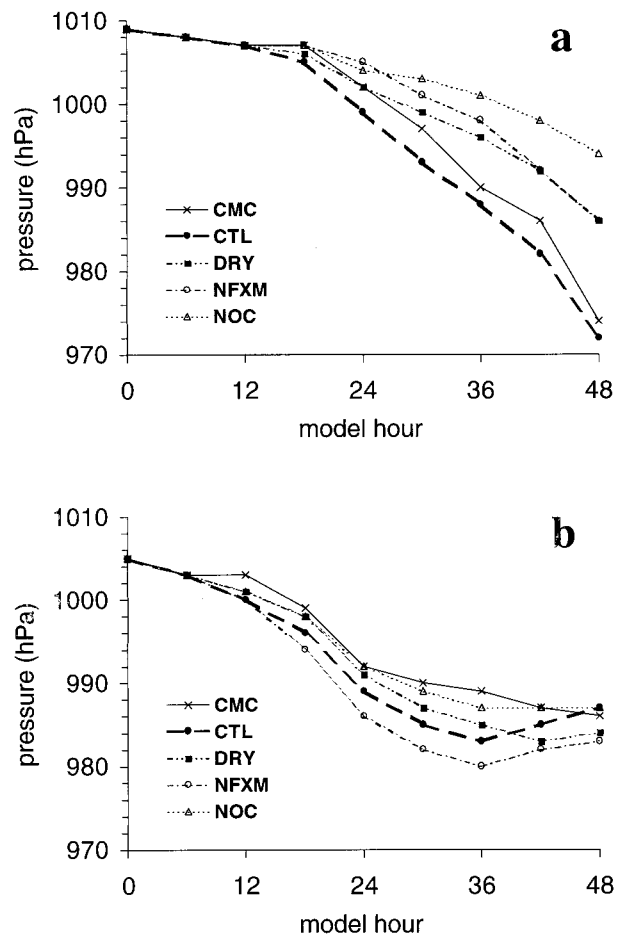 a
1010
1000
990
980
970
pressure (hPa)
CMC
CTL
DRY
NFXM
NOC
0 12 24 36 48
model hour
b
1010
1000
990
980
970
pressure (hPa)
CMC
CTL
DRY
NFXM
NOC
0 12 24 36 48
model hour